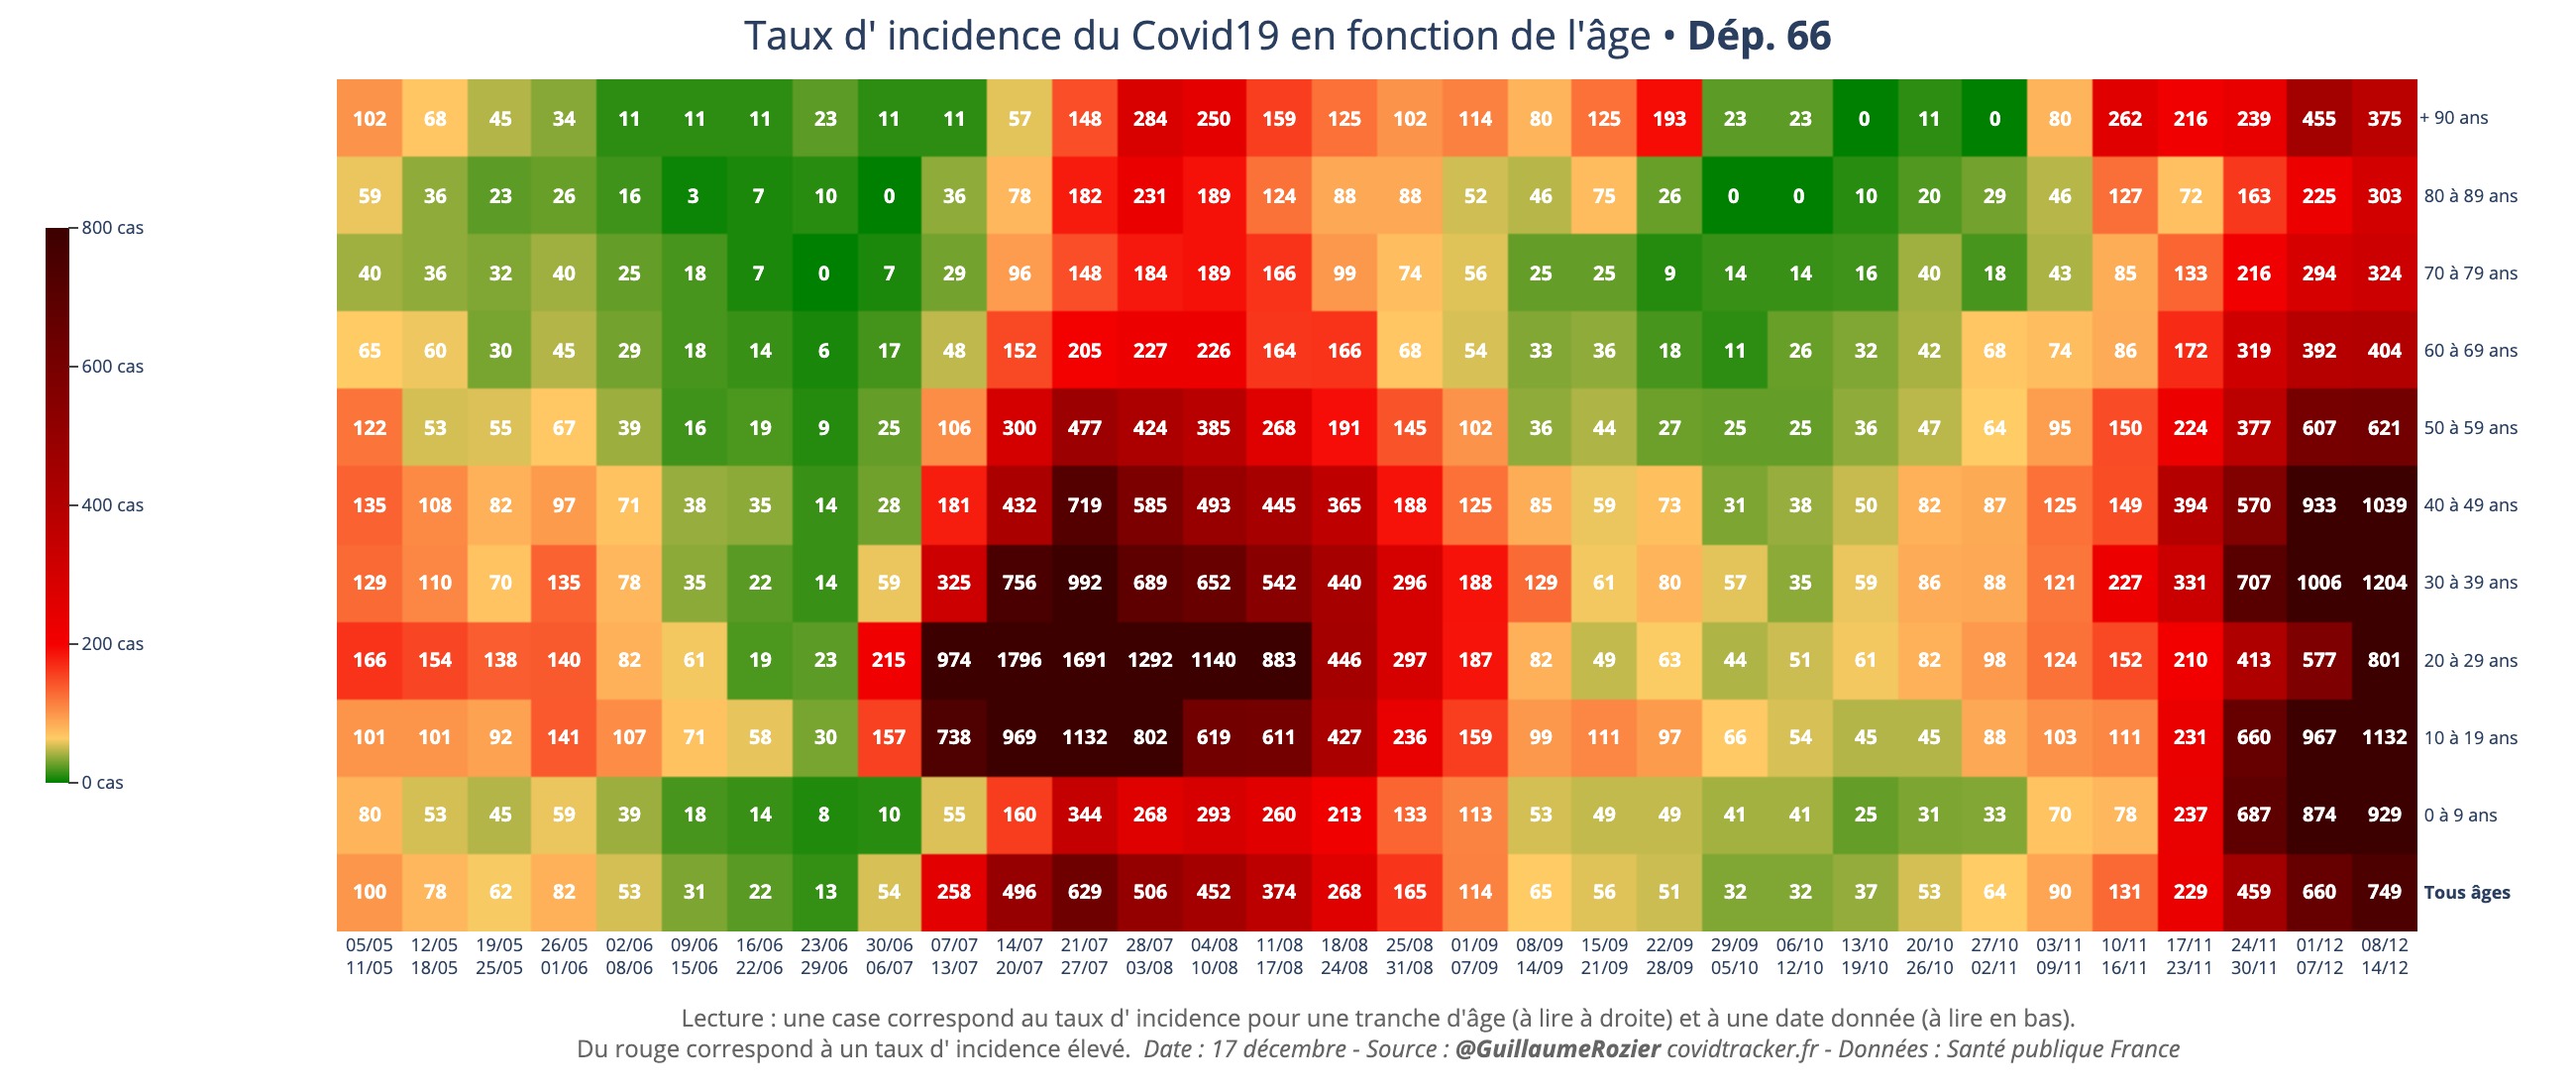 Taux d' incidence du Covid19 en fonction de l'âge • Dép. 66
102 68 45 34 11 11 11 23 11 11 57 148 284 250 159 125 102 114 80 125 193 23 23 0 11 0 80 262 216 239 455 375 + 90 ans
59 36 23 26 16 3 7 10 0 36 78 182 231 189 124 88 88 52 46 75 26 0 0 10 20 29 46 127 72 163 225 303 80 à 89 ans
800 cas
40 36 32 40 25 18 7 0 7 29 96 148 184 189 166 99 74 56 25 25 9 14 14 16 40 18 43 85 133 216 294 324 70 à 79 ans
65 60 30 45 29 18 14 6 17 48 152 205 227 226 164 166 68 54 33 36 18 11 26 32 42 68 74 86 172 319 392 404 60 à 69 ans
600 cas
122 53 55 67 39 16 19 9 25 106 300 477 424 385 268 191 145 102 36 44 27 25 25 36 47 64 95 150 224 377 607 621 50 à 59 ans
400 cas
135 108 82 97 71 38 35 14 28 181 432 719 585 493 445 365 188 125 85 59 73 31 38 50 82 87 125 149 394 570 933 1039 40 à 49 ans
129 110 70 135 78 35 22 14 59 325 756 992 689 652 542 440 296 188 129 61 80 57 35 59 86 88 121 227 331 707 1006 1204 30 à 39 ans
200 cas
166 154 138 140 82 61 19 23 215 974 1796 1691 1292 1140 883 446 297 187 82 49 63 44 51 61 82 98 124 152 210 413 577 801 20 à 29 ans
101 101 92 141 107 71 58 30 157 738 969 1132 802 619 611 427 236 159 99 111 97 66 54 45 45 88 103 111 231 660 967 1132 10 à 19 ans
0 cas
80 53 45 59 39 18 14 8 10 55 160 344 268 293 260 213 133 113 53 49 49 41 41 25 31 33 70 78 237 687 874 929 0 à 9 ans
100 78 62 82 53 31 22 13 54 258 496 629 506 452 374 268 165 114 65 56 51 32 32 37 53 64 90 131 229 459 660 749 Tous âges
05/05 12/05 19/05 26/05 02/06 09/06 16/06 23/06 30/06 07/07 14/07 21/07 28/07 04/08 11/08 18/08 25/08 01/09 08/09 15/09 22/09 29/09 06/10 13/10 20/10 27/10 03/11 10/11 17/11 24/11 01/12 08/12
11/05 18/05 25/05 01/06 08/06 15/06 22/06 29/06 06/07 13/07 20/07 27/07 03/08 10/08 17/08 24/08 31/08 07/09 14/09 21/09 28/09 05/10 12/10 19/10 26/10 02/11 09/11 16/11 23/11 30/11 07/12 14/12
Lecture : une case correspond au taux d' incidence pour une tranche d'âge (à lire à droite) et à une date donnée (à lire en bas).
Du rouge correspond à un taux d' incidence élevé. Date : 17 décembre - Source : @GuillaumeRozier covidtracker.fr - Données : Santé publique France